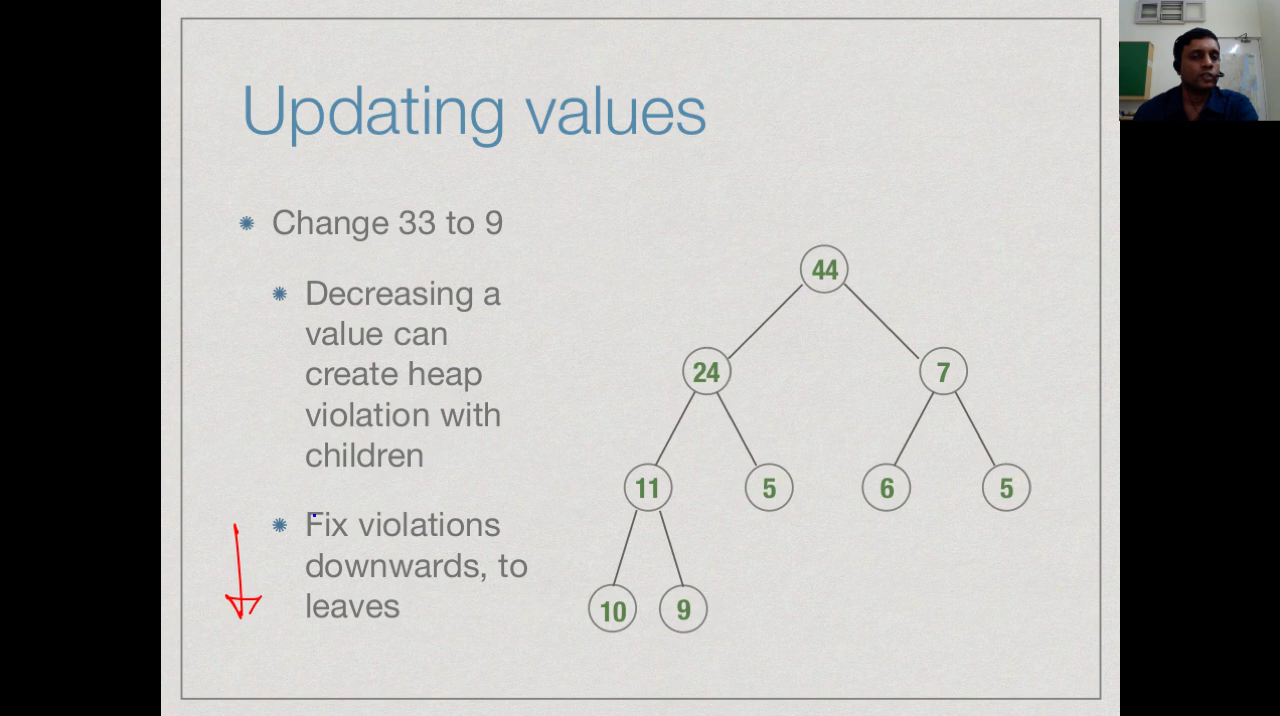 Updating values
Change 33 to 9
Decreasing a
value can
create heap
violation with
children
Fix violations
downwards, to
leaves
44
24
7
11
5
6
5
10
9